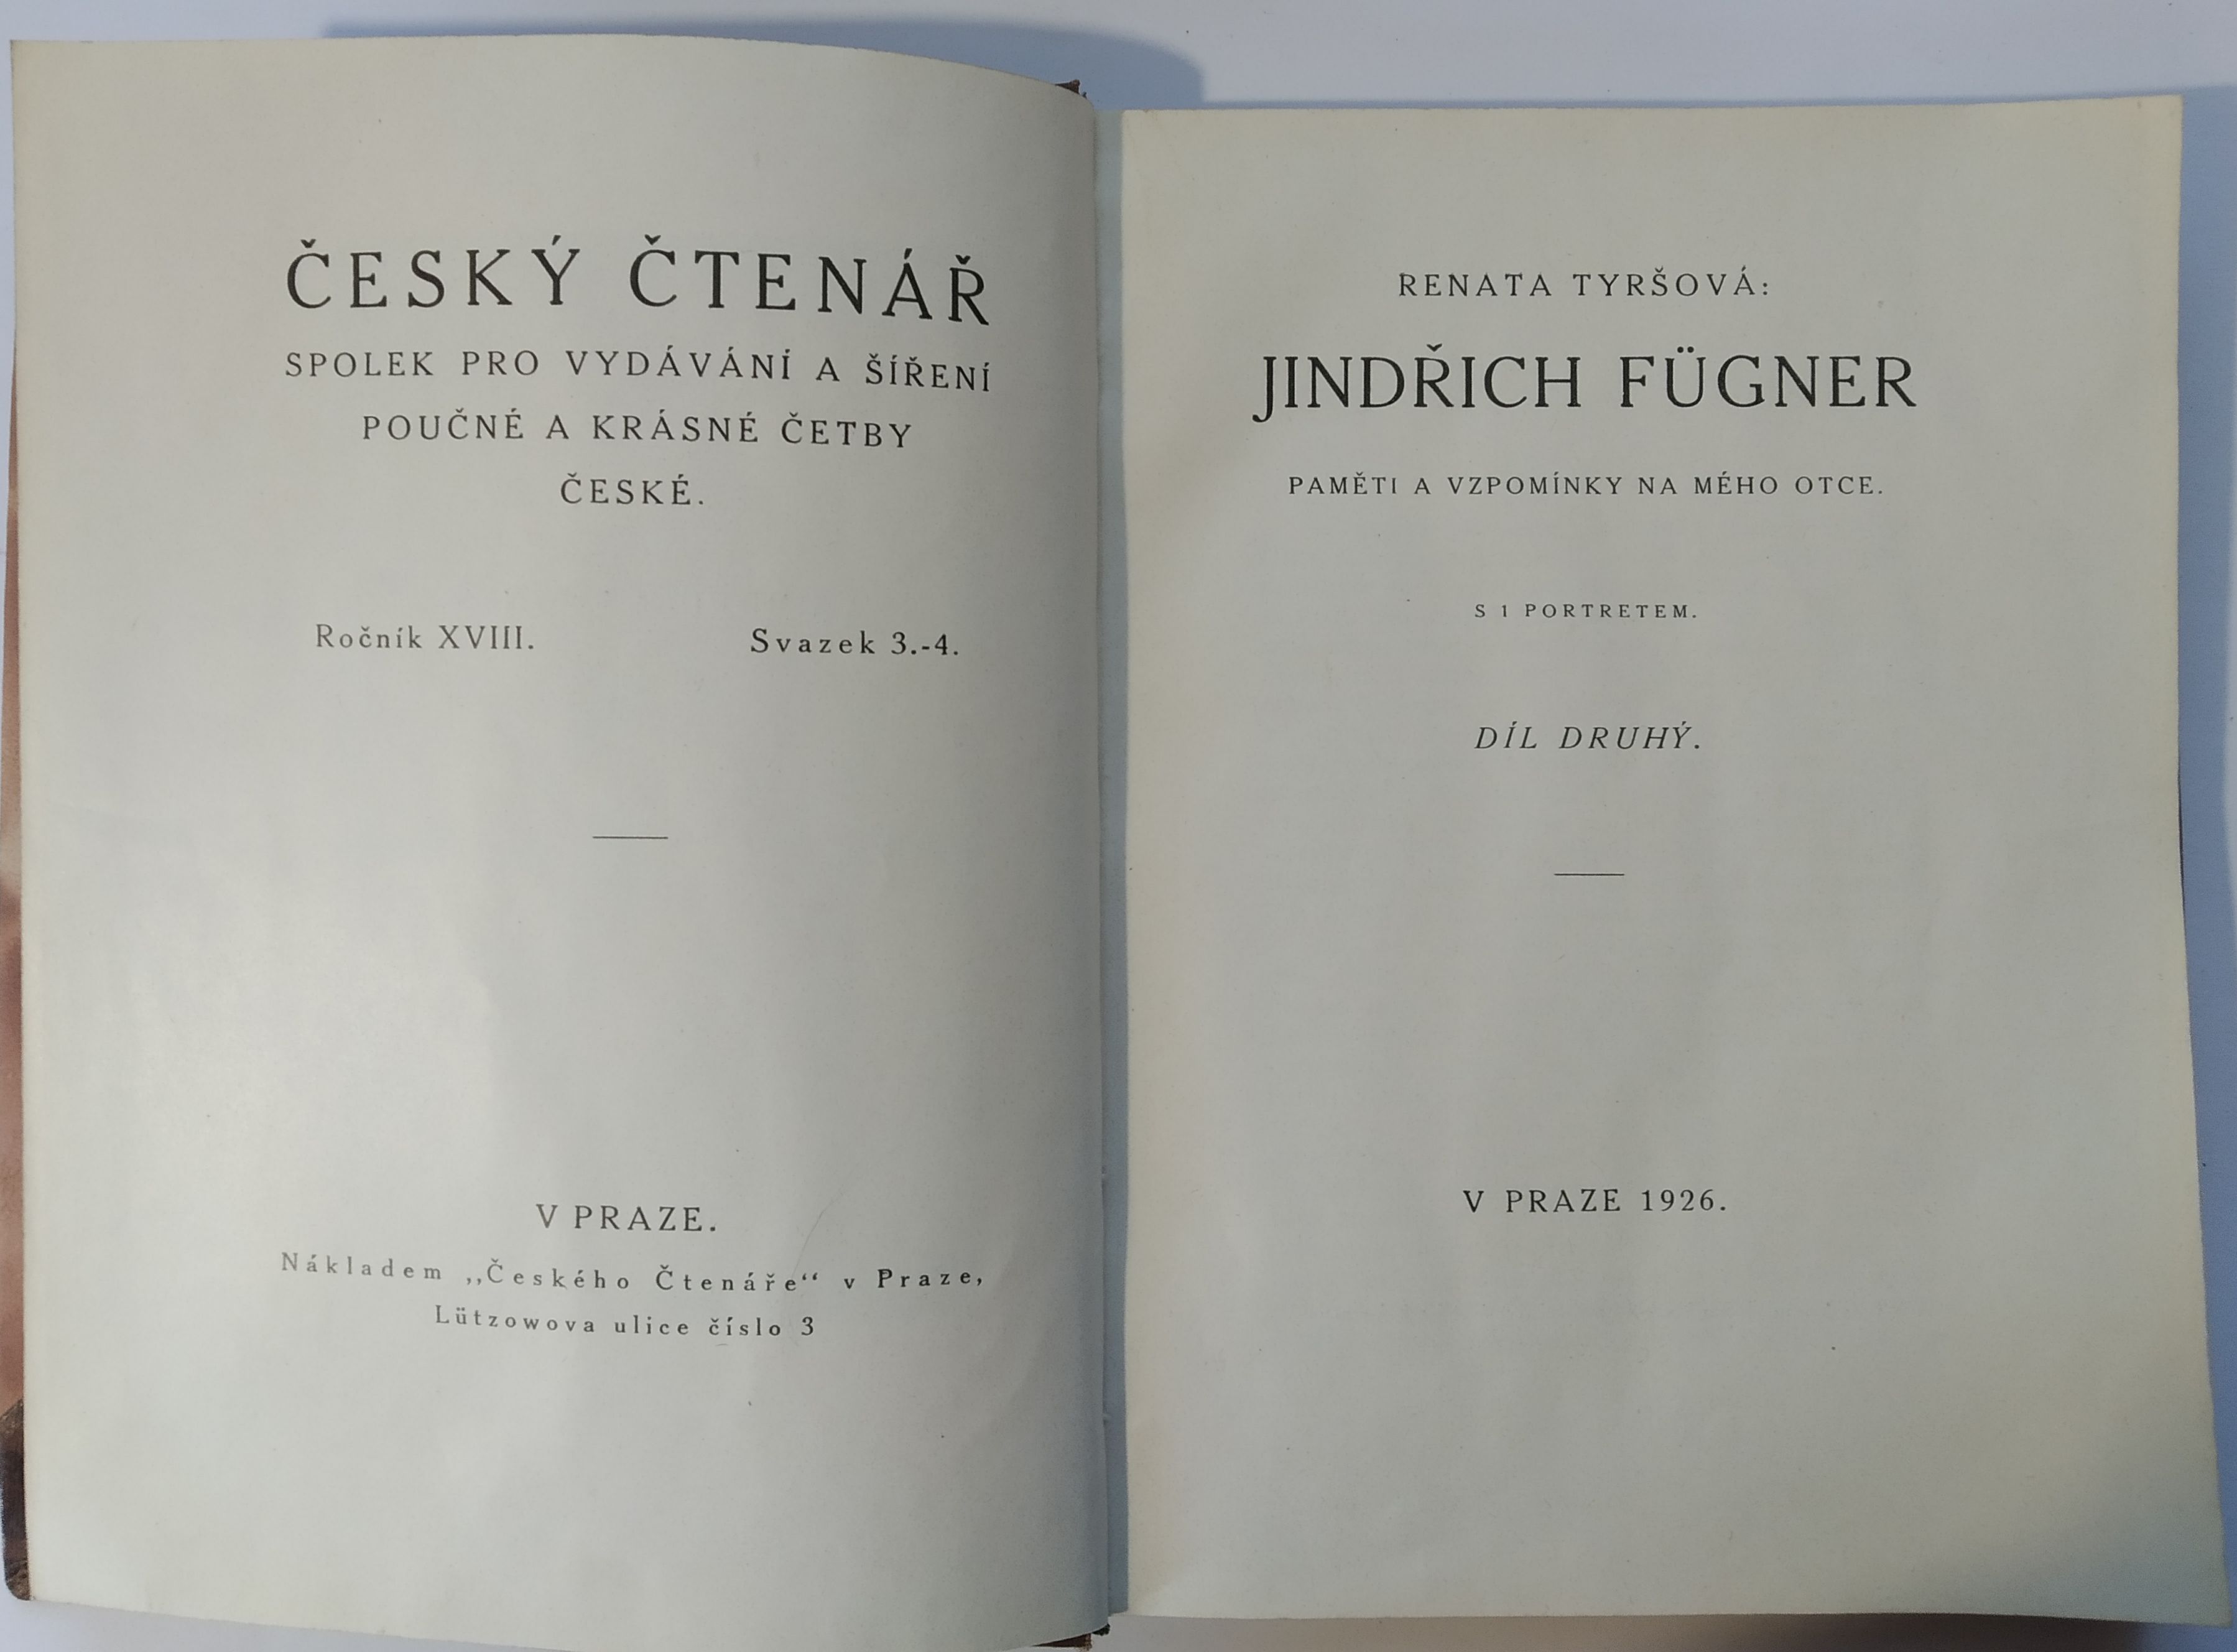 ČESKÝ ČTENÁŘ
SPOLEK PRO VYDÁVÁNÍ A ŠÍŘENÍ
POUČNÉ A KRÁSNÉ ČETBY
ČESKÉ.
Ročník XVIII. Svazek 3.-4.
V PRAZE.
Nákladem ,,Českého Čtenáře“ v Praze,
Lützowova ulice číslo 3
RENATA TYRŠOVÁ:
JINDŘICH FÜGNER
PAMĚTI A VZPOMÍNKY NA MÉHO OTCE.
S 1 PORTRETEM.
DÍL DRUHÝ.
V PRAZE 1926.